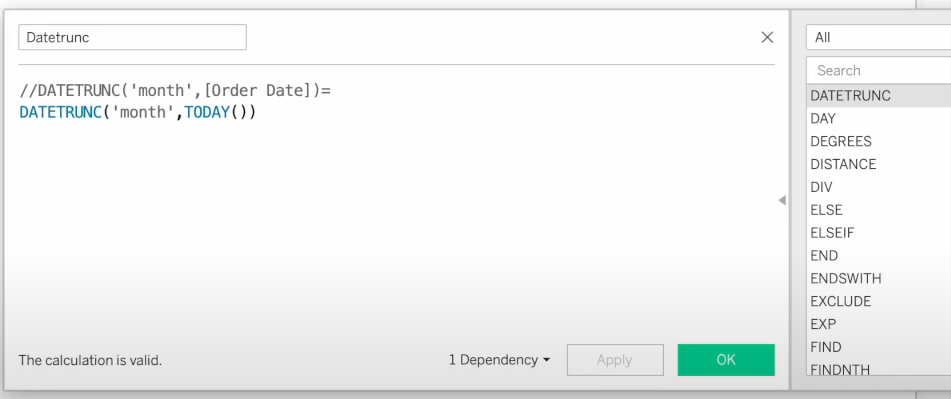 Datetrunc
//DATETRUNC('month',[Order Date])=
DATETRUNC('month',TODAY())
The calculation is valid.
1 Dependency
Apply
OK
All
Search
DATETRUNC
DAY
DEGREES
DISTANCE
DIV
ELSE
ELSEIF
END
ENDSWITH
EXCLUDE
EXP
FIND
FINDNTH